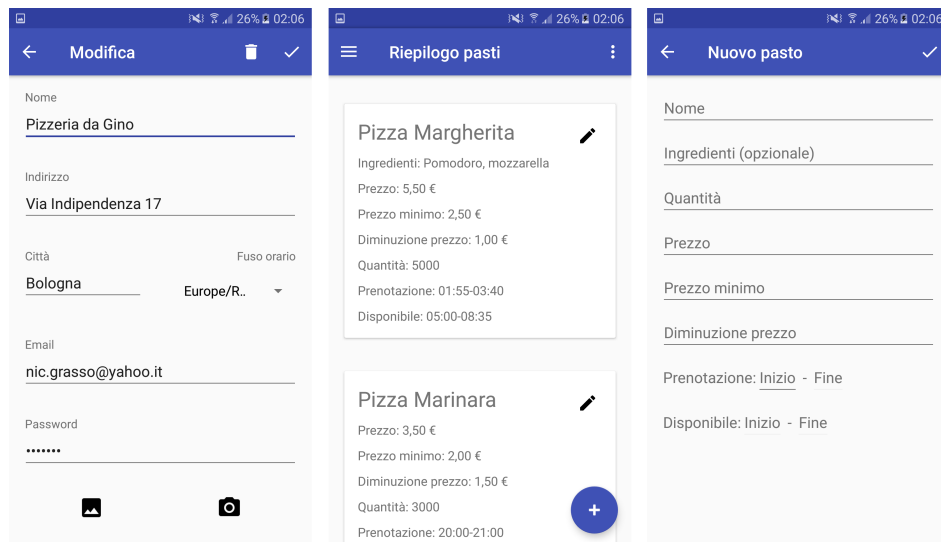 26% 02:06
Modifica
Nome
Pizzeria da Gino
Indirizzo
Via Indipendenza 17
Città
Fuso orario
Bologna
Europe/R..
Email
nic.grasso@yahoo.it
Password
•••••••
26% 02:06
Riepilogo pasti
Pizza Margherita
Ingredienti: Pomodoro, mozzarella
Prezzo: 5,50 €
Prezzo minimo: 2,50 €
Diminuzione prezzo: 1,00 €
Quantità: 5000
Prenotazione: 01:55-03:40
Disponibile: 05:00-08:35
Pizza Marinara
Prezzo: 3,50 €
Prezzo minimo: 2,00 €
Diminuzione prezzo: 1,50 €
Quantità: 3000
Prenotazione: 20:00-21:00
26% 02:06
Nuovo pasto
Nome
Ingredienti (opzionale)
Quantità
Prezzo
Prezzo minimo
Diminuzione prezzo
Prenotazione: Inizio - Fine
Disponibile: Inizio - Fine